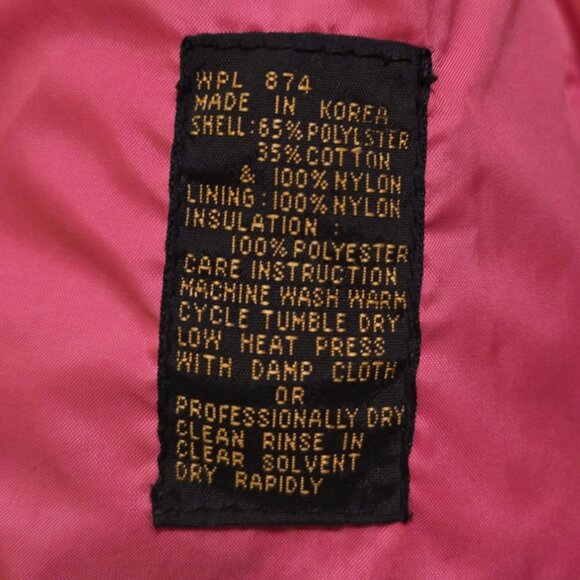 WPL 874
MADE IN KOREA
SHELL:65%POLYESTER
35%COTTON
& 100%NYLON
LINING:100%NYLON
INSULATION:
100%POLYESTER
CARE INSTRUCTION
MACHINE WASH WARM
CYCLE TUMBLE DRY
LOW HEAT PRESS
WITH DAMP CLOTH
OR
PROFESSIONALLY DRY
CLEAN RINSE IN
CLEAR SOLVENT
DRY RAPIDLY